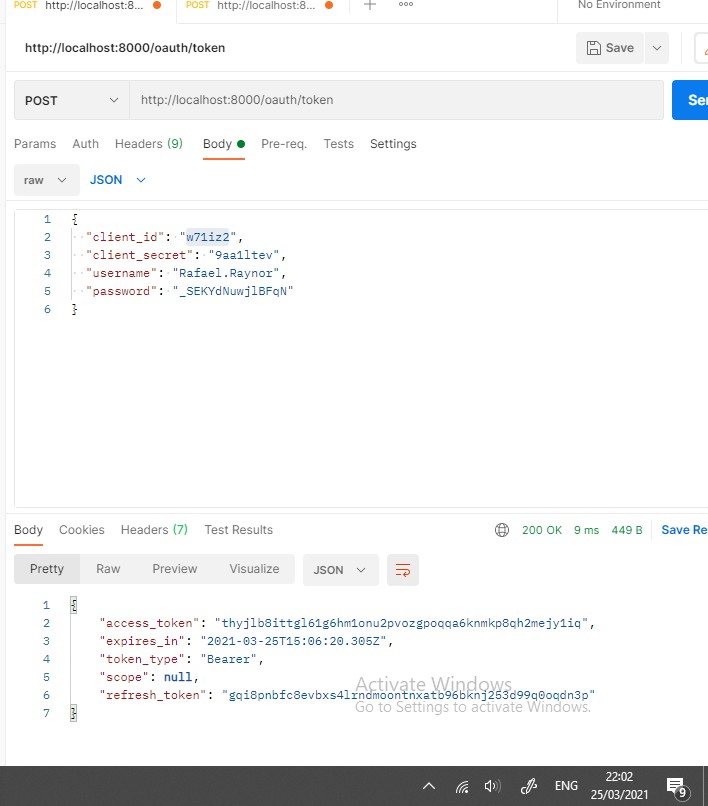 POST http://localhost:8... POST http://localhost:8... No Environment
http://localhost:8000/oauth/token Save
POST http://localhost:8000/oauth/token
Params Auth Headers (9) Body Pre-req. Tests Settings
raw JSON
1 {
2 "client_id": "w71iz2",
3 "client_secret": "9aa1ltev",
4 "username": "Rafael.Raynor",
5 "password": "_SEKYdNuwjlBFqN"
6 }
Body Cookies Headers (7) Test Results 200 OK 9 ms 449 B Save Re
Pretty Raw Preview Visualize JSON
1 {
2 "access_token": "thyjlb8ittgl61g6hm1onu2pvozgpoqqa6knmkp8qh2mejy1iq",
3 "expires_in": "2021-03-25T15:06:20.305Z",
4 "token_type": "Bearer",
5 "scope": null,
6 "refresh_token": "gqi8pnbfc8evbxs4lrndmoontnxatb96bknj253d99q0oqdn3p"
7 }
Activate Windows
Go to Settings to activate Windows.
ENG 22:02
25/03/2021 9